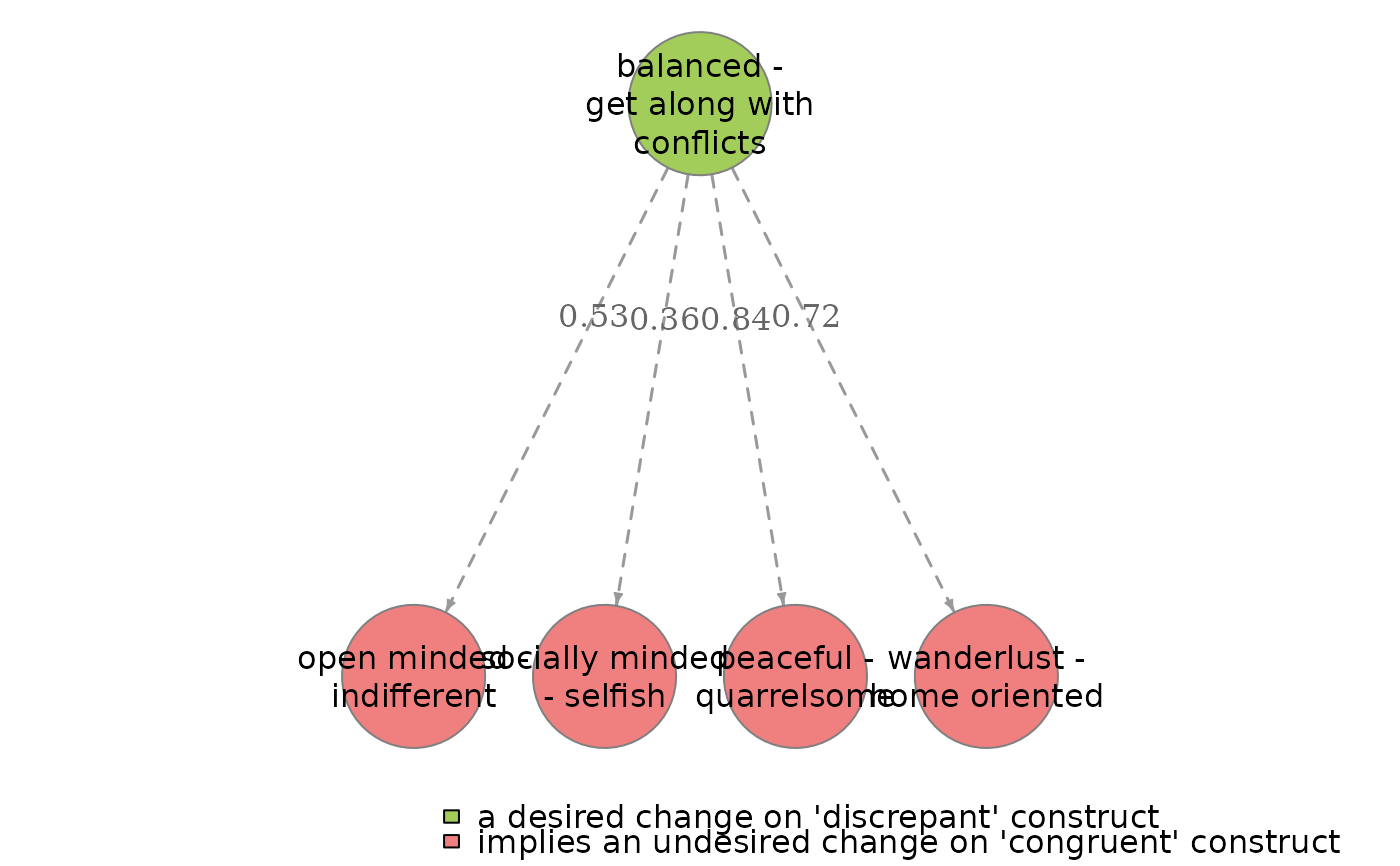 balanced -
get along with
conflicts
0.53
0.36
0.84
0.72
open minded -
indifferent
socially minded
- selfish
peaceful -
quarrelsome
wanderlust -
home oriented
a desired change on 'discrepant' construct
implies an undesired change on 'congruent' construct